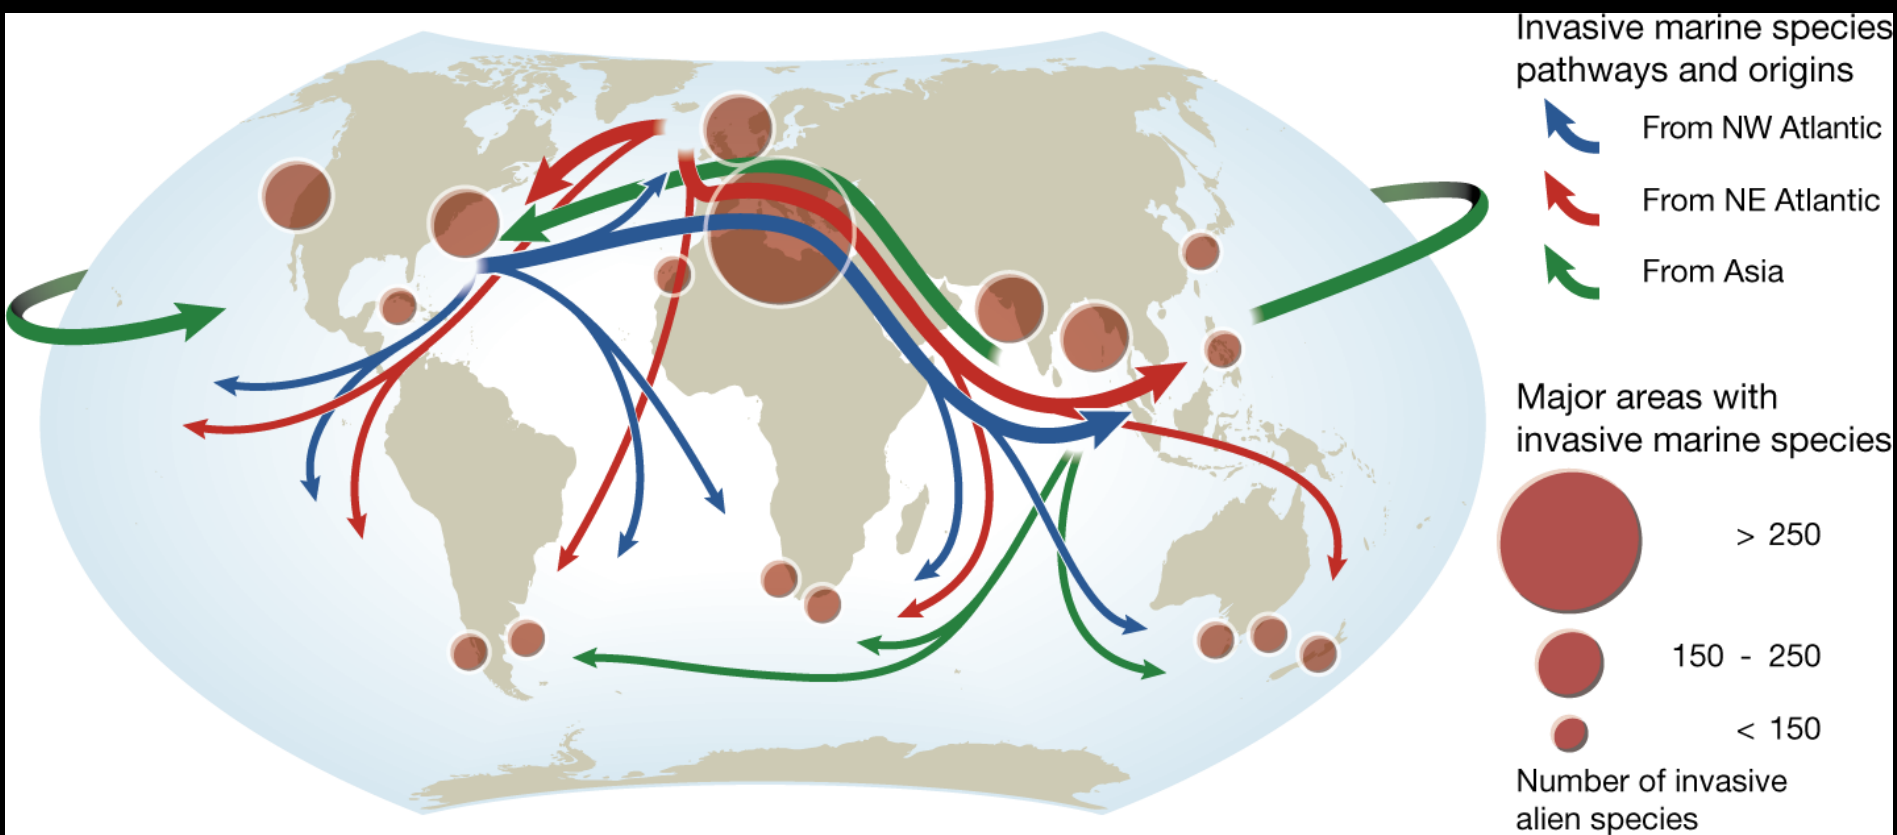 Invasive marine species
pathways and origins
From NW Atlantic
From NE Atlantic
From Asia
Major areas with
invasive marine species
> 250
150 - 250
< 150
Number of invasive
alien species